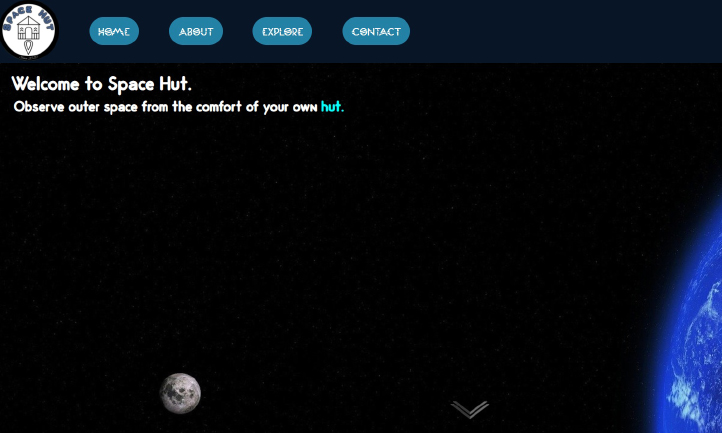 SPACE HUT
HOME
ABOUT
EXPLORE
CONTACT
Welcome to Space Hut.
Observe outer space from the comfort of your own hut.